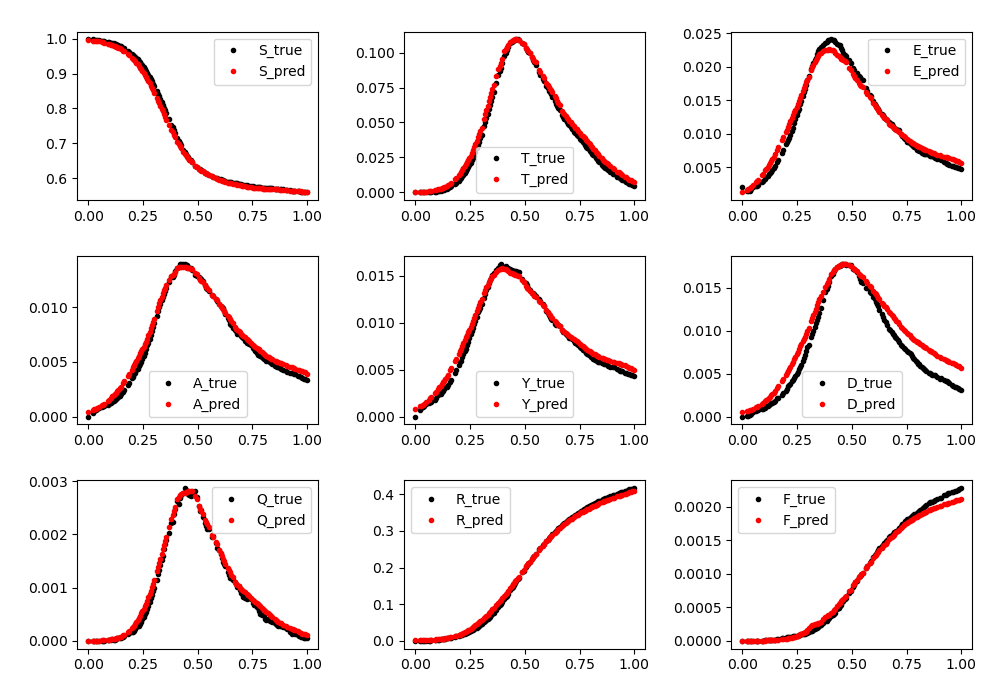 1.0
0.9
0.8
0.7
0.6
S_true
S_pred
0.00 0.25 0.50 0.75 1.00
0.100
0.075
0.050
0.025
0.000
T_true
T_pred
0.00 0.25 0.50 0.75 1.00
0.025
0.020
0.015
0.010
0.005
E_true
E_pred
0.00 0.25 0.50 0.75 1.00
0.010
0.005
0.000
A_true
A_pred
0.00 0.25 0.50 0.75 1.00
0.015
0.010
0.005
0.000
Y_true
Y_pred
0.00 0.25 0.50 0.75 1.00
0.015
0.010
0.005
0.000
D_true
D_pred
0.00 0.25 0.50 0.75 1.00
0.003
0.002
0.001
0.000
Q_true
Q_pred
0.00 0.25 0.50 0.75 1.00
0.4
0.3
0.2
0.1
0.0
R_true
R_pred
0.00 0.25 0.50 0.75 1.00
0.0020
0.0015
0.0010
0.0005
0.0000
F_true
F_pred
0.00 0.25 0.50 0.75 1.00